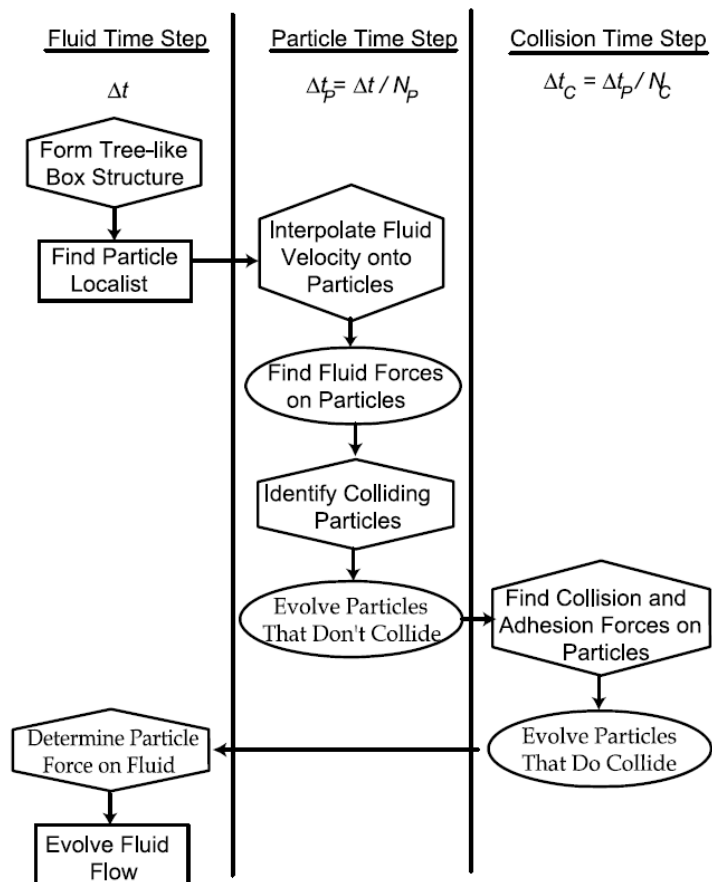 Fluid Time Step
Δt
Form Tree-like
Box Structure
Find Particle
Localist
Particle Time Step
Δt_P = Δt / N_P
Interpolate Fluid
Velocity onto
Particles
Find Fluid Forces
on Particles
Identify Colliding
Particles
Evolve Particles
That Don't Collide
Collision Time Step
Δt_C = Δt_P / N_C
Find Collision and
Adhesion Forces on
Particles
Evolve Particles
That Do Collide
Determine Particle
Force on Fluid
Evolve Fluid
Flow